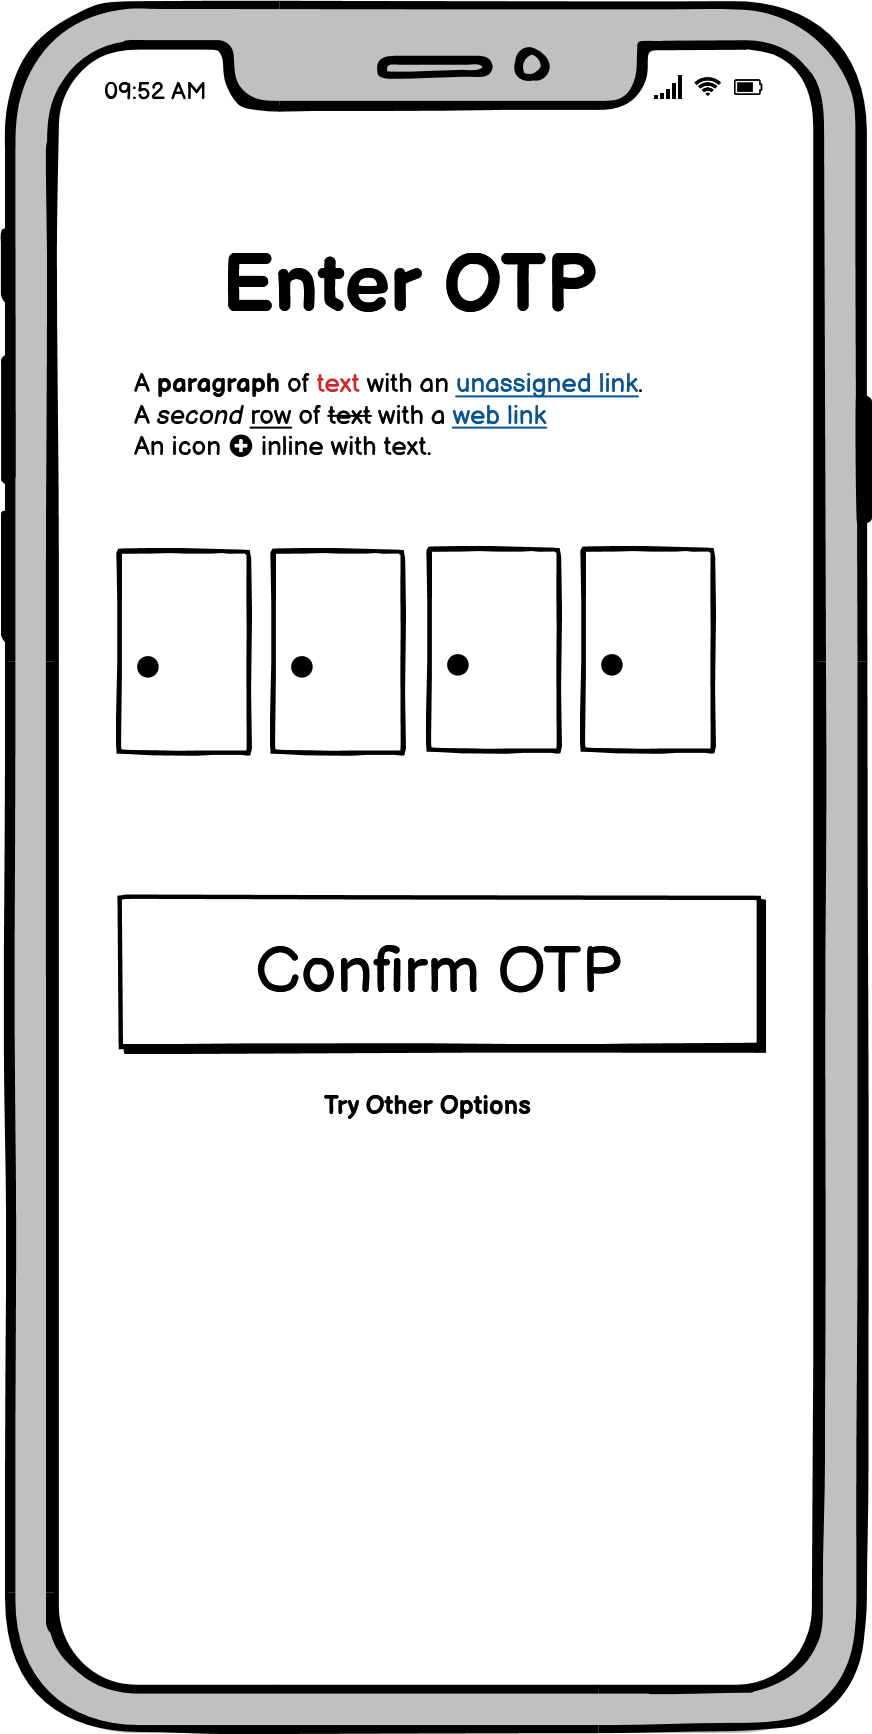 09:52 AM
Enter OTP
A paragraph of text with an unassigned link.
A second row of text with a web link
An icon inline with text.
Confirm OTP
Try Other Options